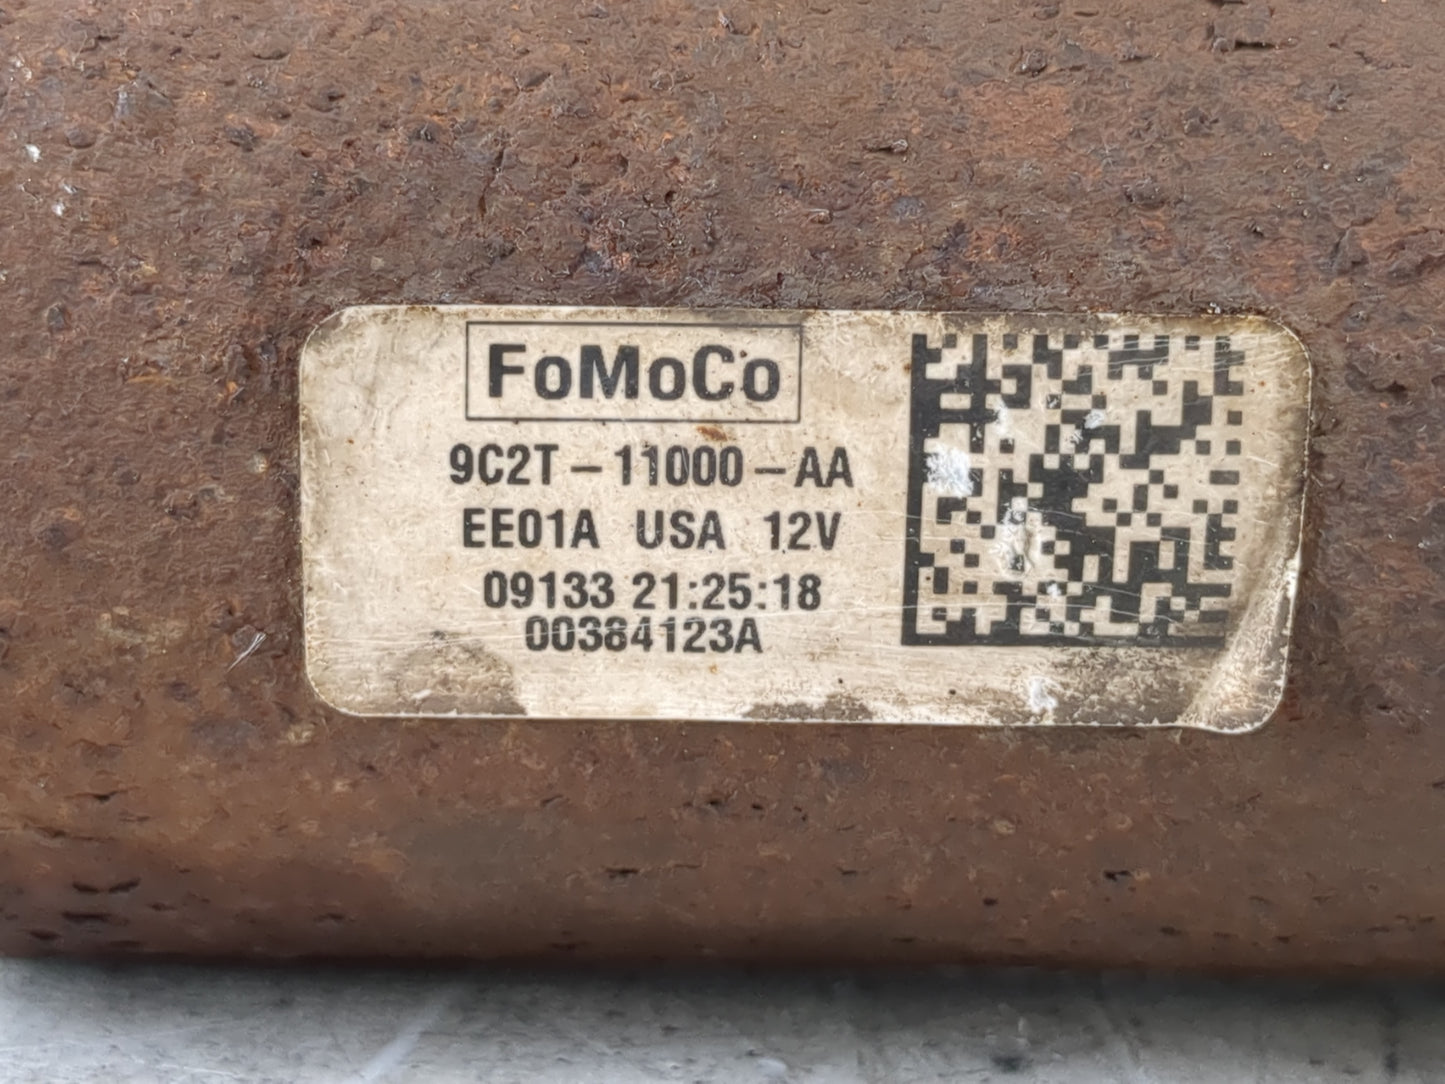 FoMoCo
9C2T-11000-AA
EE01A USA 12V
09133 21:25:18
00384123A